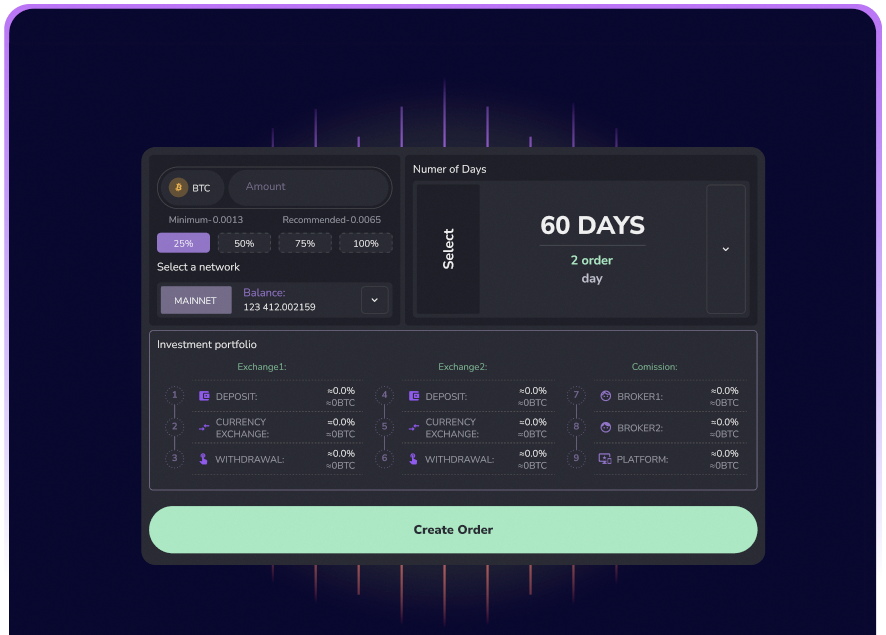 BTC
Amount
Minimum-0.0013 Recommended-0.0065
25% 50% 75% 100%
Select a network
MAINNET
Balance:
123 412.002159
Numer of Days
Select
60 DAYS
2 order
day
Investment portfolio
Exchange1:
1 DEPOSIT: ≈0.0%
≈0BTC
2 CURRENCY EXCHANGE: ≈0.0%
≈0BTC
3 WITHDRAWAL: ≈0.0%
≈0BTC
Exchange2:
4 DEPOSIT: ≈0.0%
≈0BTC
5 CURRENCY EXCHANGE: ≈0.0%
≈0BTC
6 WITHDRAWAL: ≈0.0%
≈0BTC
Comission:
7 BROKER1: ≈0.0%
≈0BTC
8 BROKER2: ≈0.0%
≈0BTC
9 PLATFORM: ≈0.0%
≈0BTC
Create Order